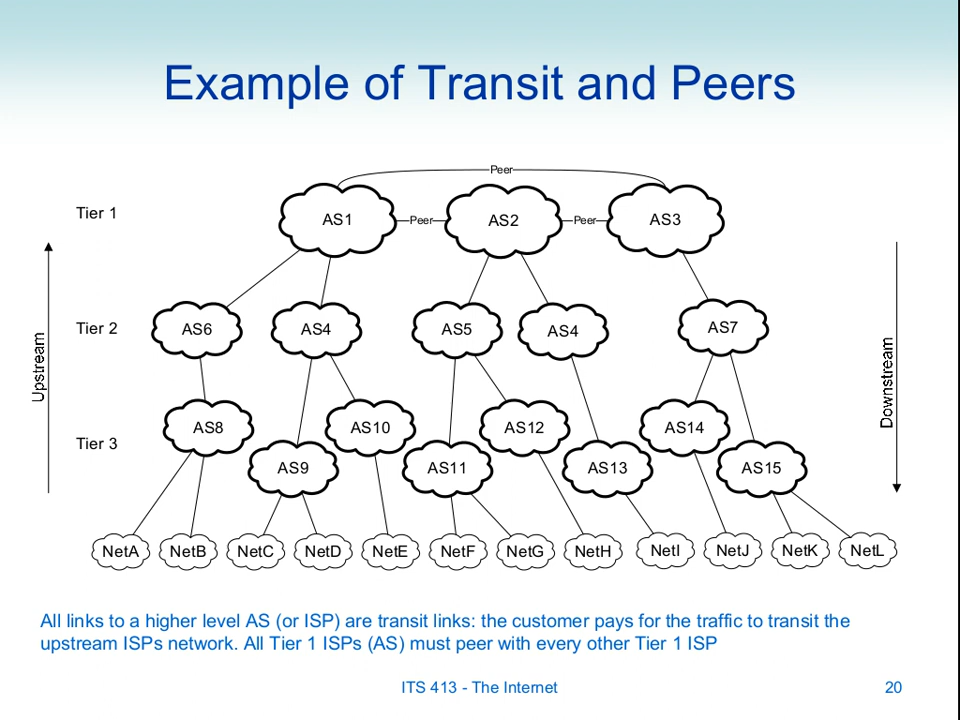 Example of Transit and Peers
Peer
Tier 1
AS1
Peer
AS2
Peer
AS3
Upstream
Tier 2
AS6
AS4
AS5
AS4
AS7
Downstream
Tier 3
AS8
AS10
AS12
AS14
AS9
AS11
AS13
AS15
NetA
NetB
NetC
NetD
NetE
NetF
NetG
NetH
NetI
NetJ
NetK
NetL
All links to a higher level AS (or ISP) are transit links: the customer pays for the traffic to transit the
upstream ISPs network. All Tier 1 ISPs (AS) must peer with every other Tier 1 ISP
ITS 413 - The Internet
20